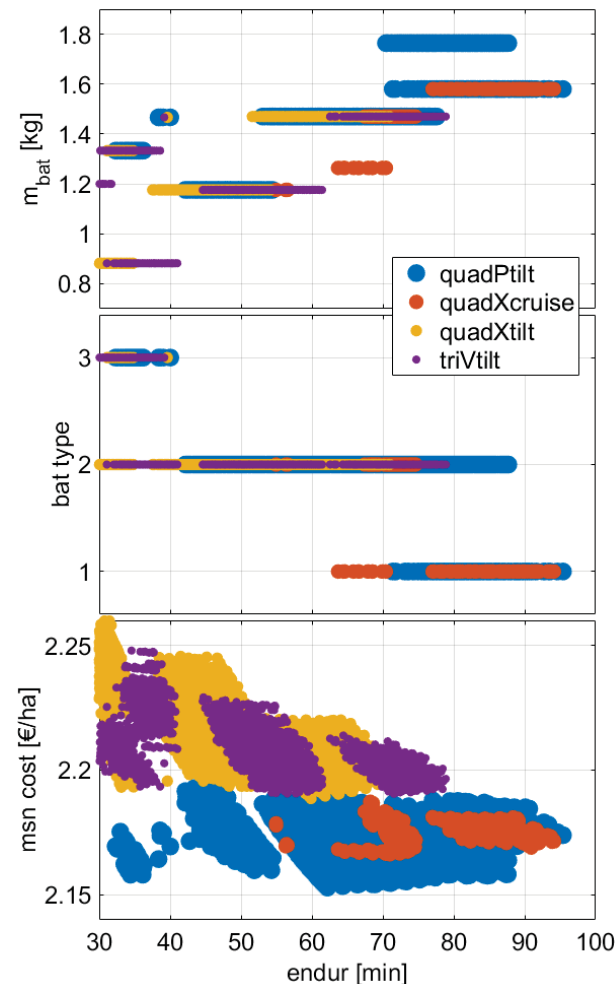 1.8
1.6
1.4
1.2
1
0.8
m_bat [kg]
quadPtilt
quadXcruise
quadXtilt
triVtilt
3
2
1
bat type
2.25
2.2
2.15
msn cost [€/ha]
30 40 50 60 70 80 90 100
endur [min]